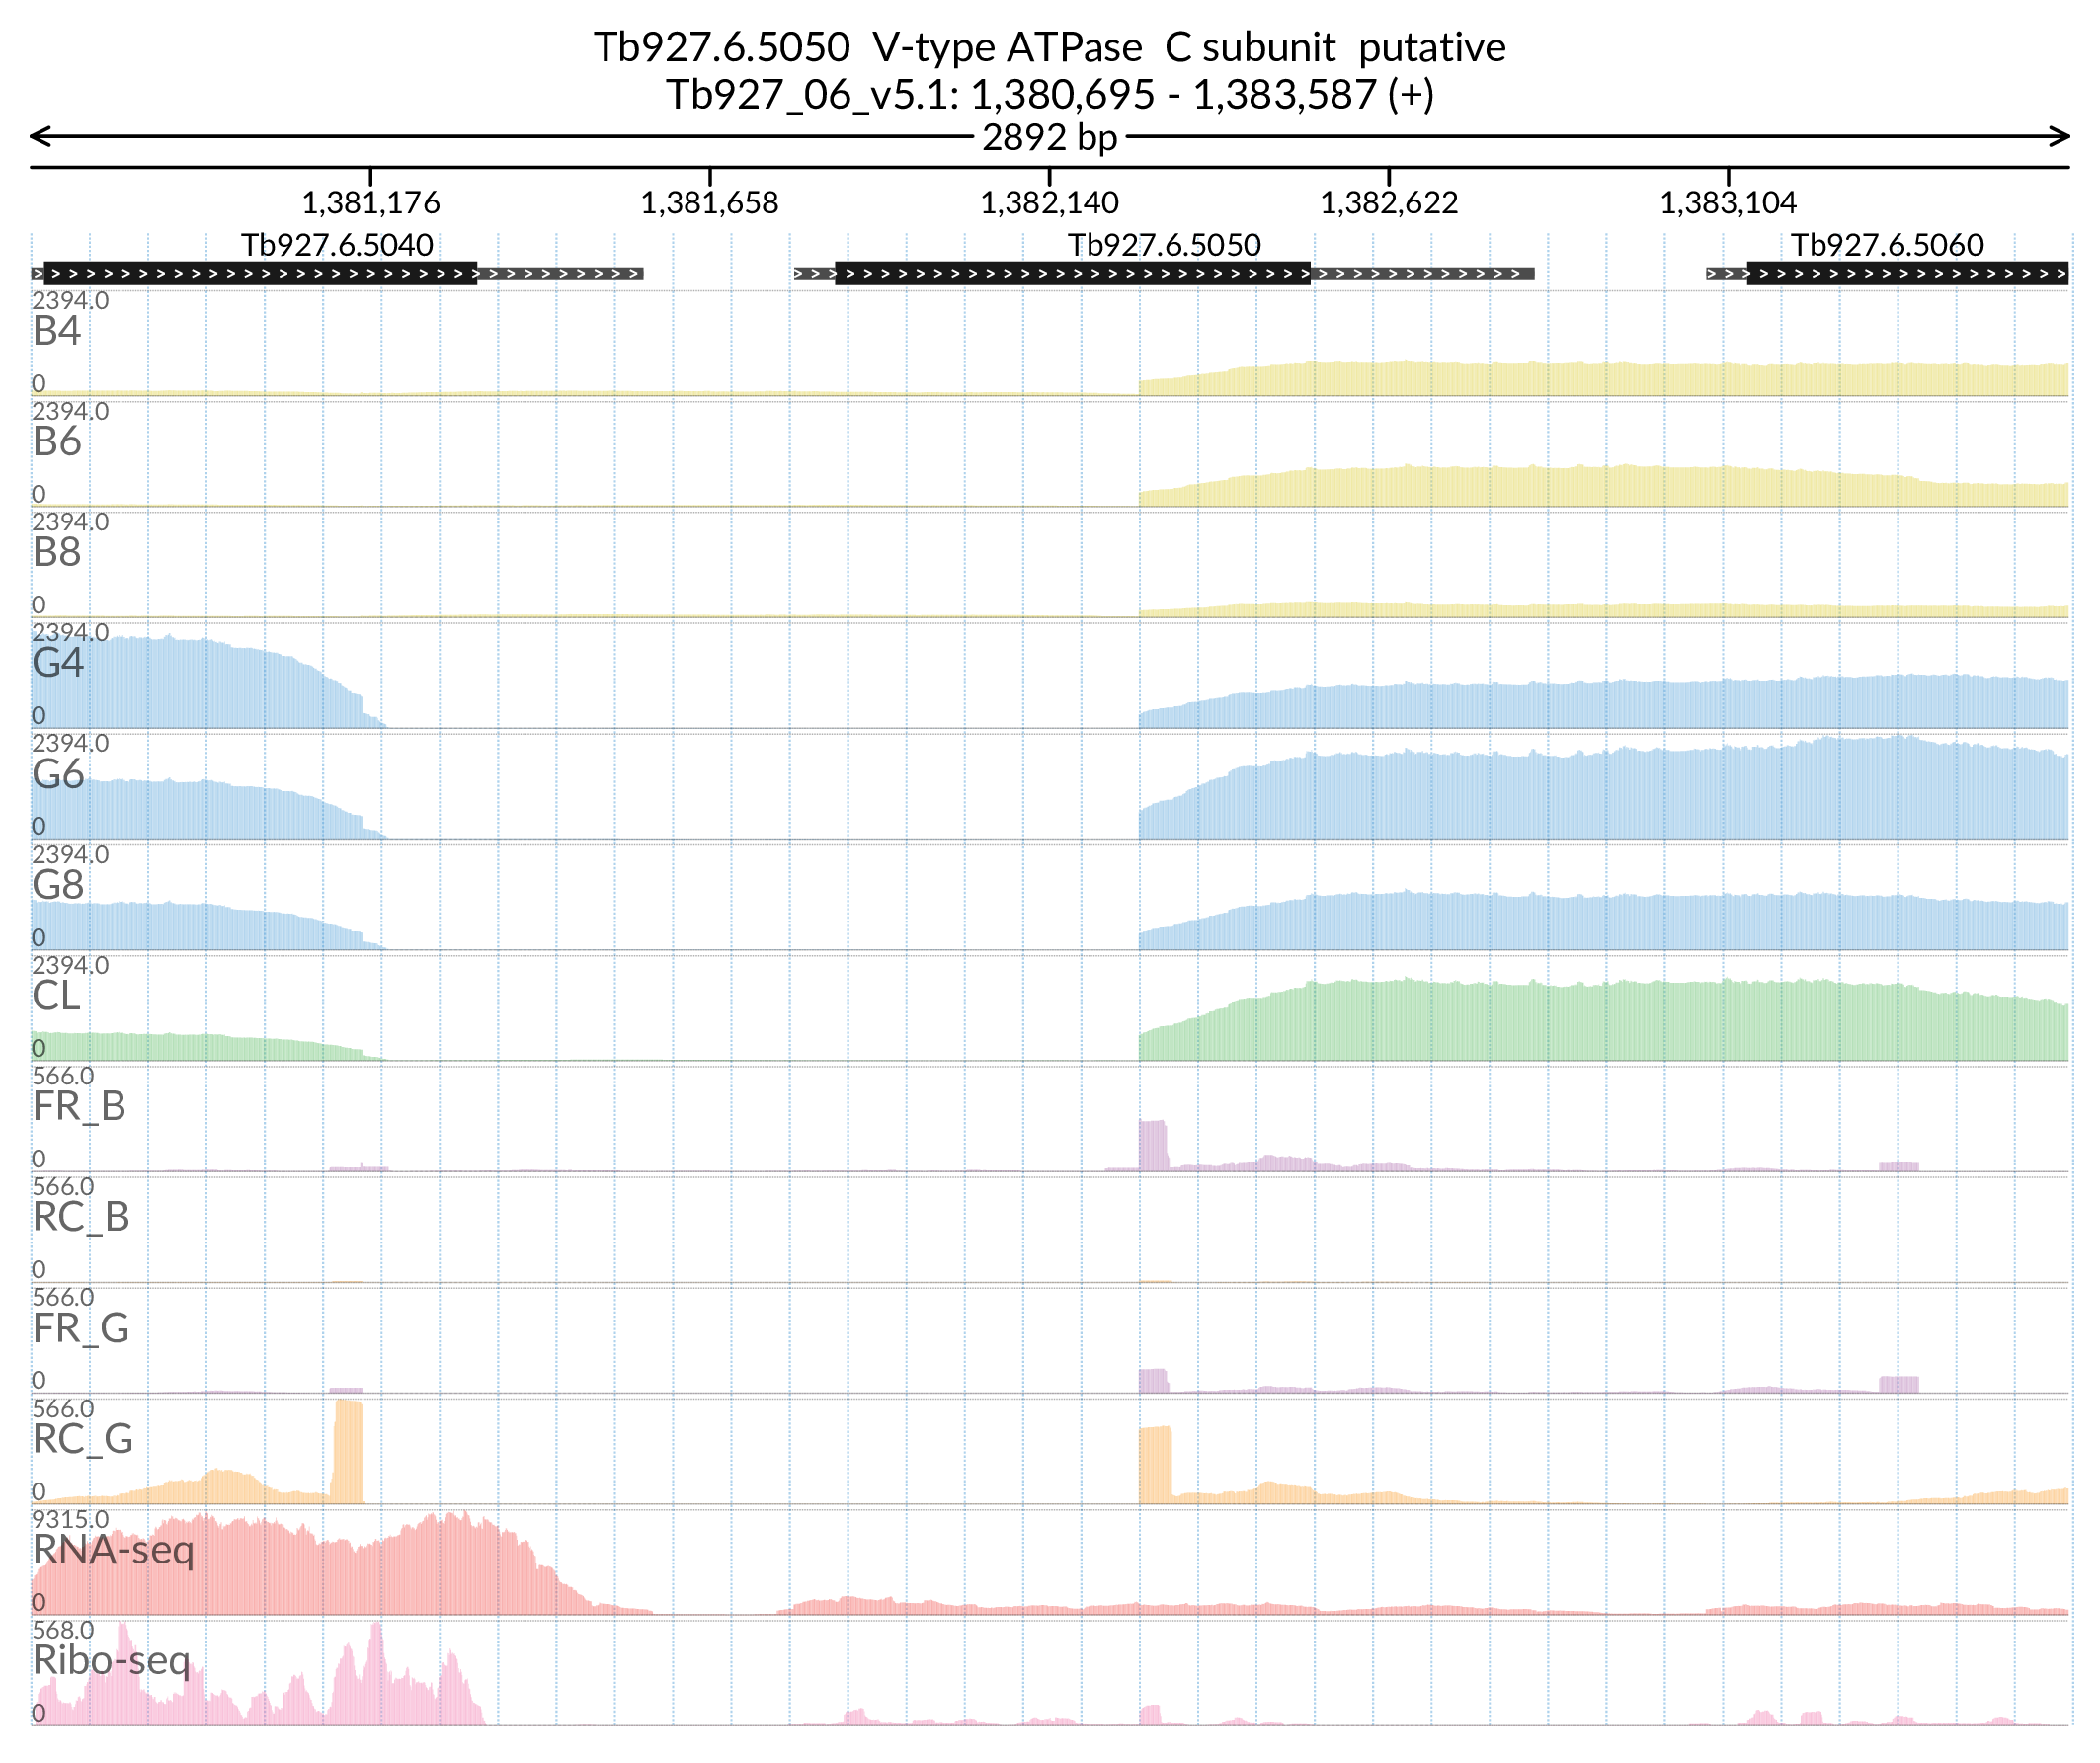 Tb927.6.5050 V-type ATPase C subunit putative
Tb927_06_v5.1: 1,380,695 - 1,383,587 (+)
2892 bp
1,381,176 1,381,658 1,382,140 1,382,622 1,383,104
Tb927.6.5040 Tb927.6.5050 Tb927.6.5060
2394.0
B4
0
2394.0
B6
0
2394.0
B8
0
2394.0
G4
0
2394.0
G6
0
2394.0
G8
0
2394.0
CL
0
566.0
FR_B
0
566.0
RC_B
0
566.0
FR_G
0
566.0
RC_G
0
9315.0
RNA-seq
0
568.0
Ribo-seq
0